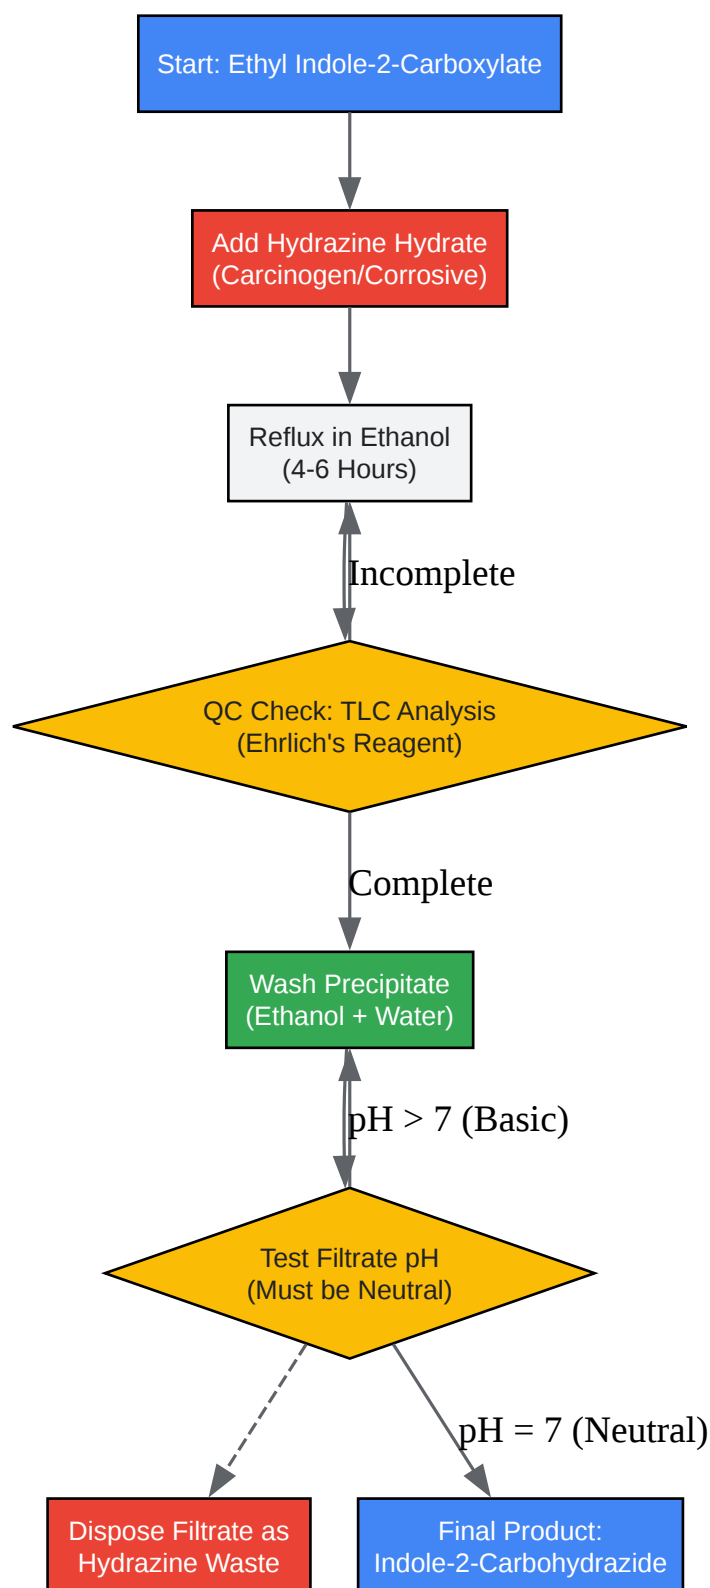 Start: Ethyl Indole-2-Carboxylate
Add Hydrazine Hydrate
(Carcinogen/Corrosive)
Reflux in Ethanol
(4-6 Hours)
Incomplete
QC Check: TLC Analysis
(Ehrlich's Reagent)
Complete
Wash Precipitate
(Ethanol + Water)
pH > 7 (Basic)
Test Filtrate pH
(Must be Neutral)
pH = 7 (Neutral)
Dispose Filtrate as
Hydrazine Waste
Final Product:
Indole-2-Carbohydrazide